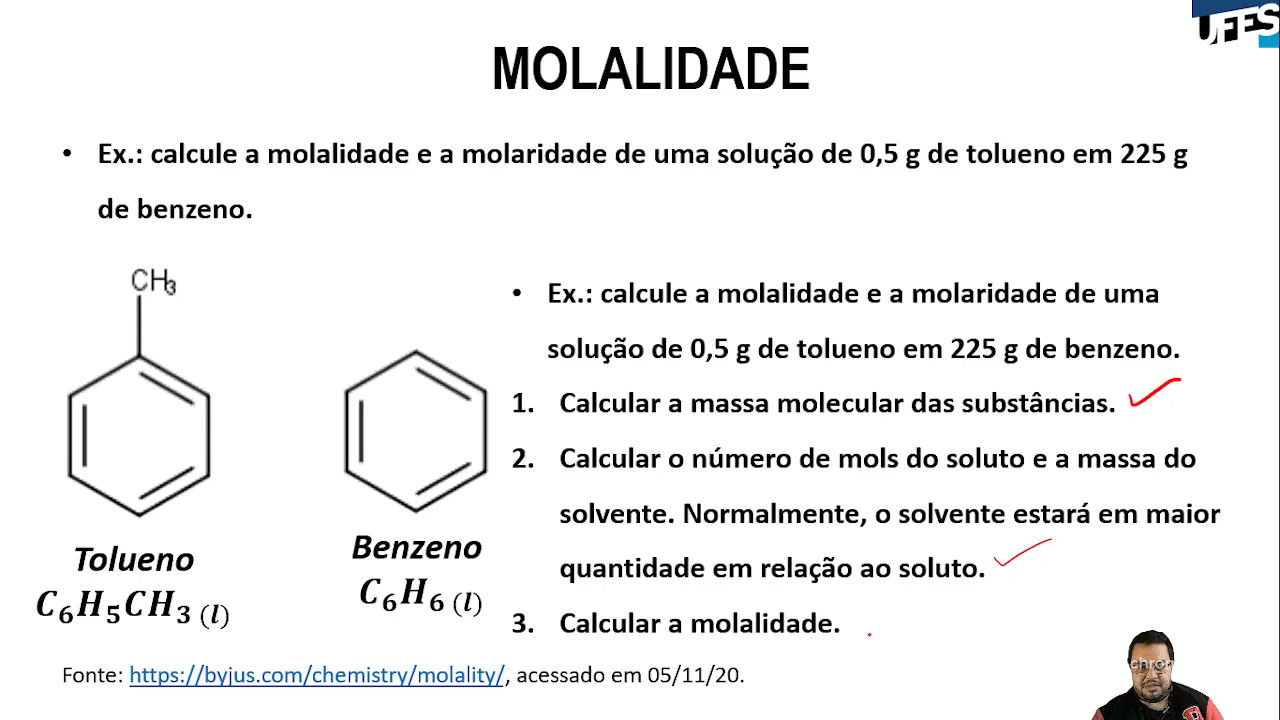 UFES
MOLALIDADE
• Ex.: calcule a molalidade e a molaridade de uma solução de 0,5 g de tolueno em 225 g
de benzeno.
CH₃
Tolueno
C₆H₅CH₃ (l)
Benzeno
C₆H₆ (l)
• Ex.: calcule a molalidade e a molaridade de uma
solução de 0,5 g de tolueno em 225 g de benzeno.
1. Calcular a massa molecular das substâncias.
2. Calcular o número de mols do soluto e a massa do
solvente. Normalmente, o solvente estará em maior
quantidade em relação ao soluto.
3. Calcular a molalidade.
Fonte: https://byjus.com/chemistry/molality/, acessado em 05/11/20.